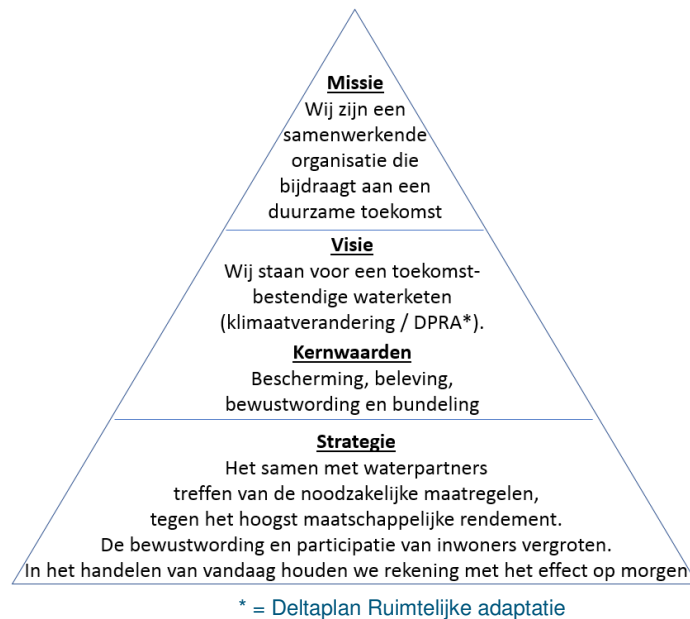 Missie
Wij zijn een
samenwerkende
organisatie die
bijdraagt aan een
duurzame toekomst
Visie
Wij staan voor een toekomst-
bestendige waterketen
(klimaatverandering / DPRA*).
Kernwaarden
Bescherming, beleving,
bewustwording en bundeling
Strategie
Het samen met waterpartners
treffen van de noodzakelijke maatregelen,
tegen het hoogst maatschappelijke rendement.
De bewustwording en participatie van inwoners vergroten.
In het handelen van vandaag houden we rekening met het effect op morgen
* = Deltaplan Ruimtelijke adaptatie